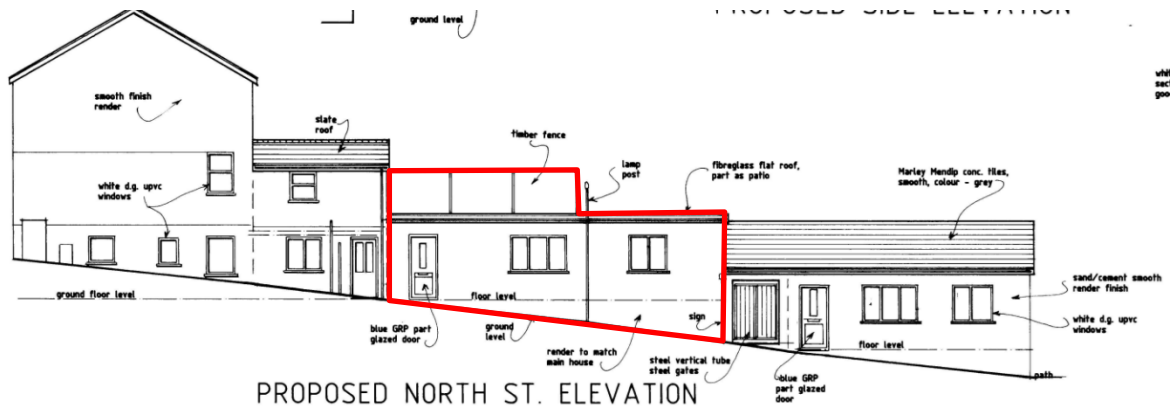 ground level
PROPOSED SIDE ELEVATION
whit
sect
good
smooth finish
render
slate
roof
timber fence
lamp
post
fibreglass flat roof,
part as patio
Marley Mendip conc. tiles,
smooth, colour - grey
white d.g. upvc
windows
sand/cement smooth
render finish
ground floor level
floor level
sign
white d.g. upvc
windows
blue GRP part
glazed door
ground
level
floor level
render to match
main house
steel vertical tube
steel gates
blue GRP
part glazed
door
path
PROPOSED NORTH ST. ELEVATION